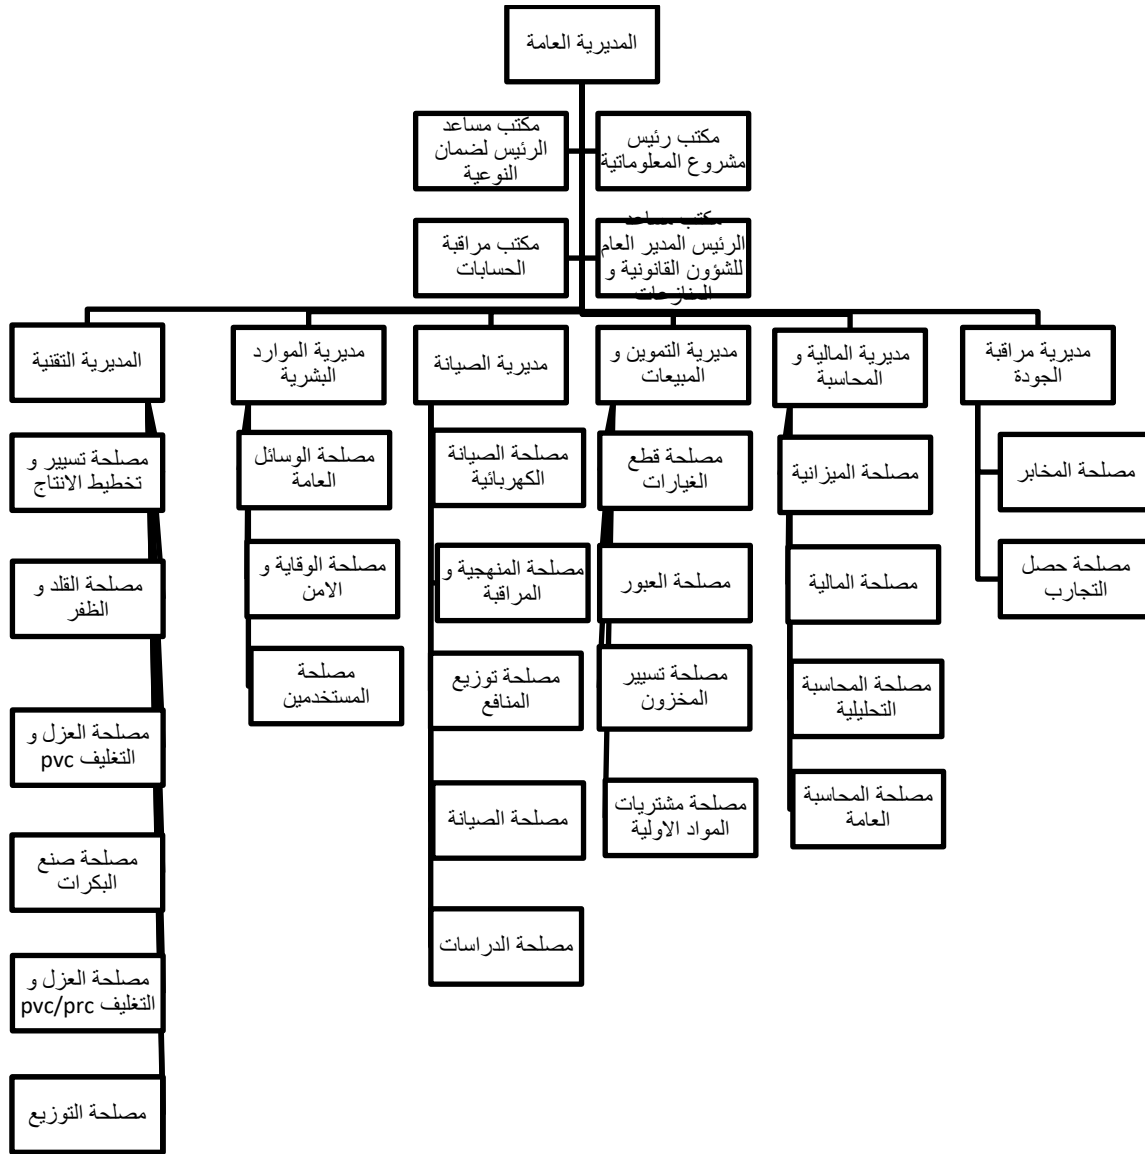 المديرية العامة
مكتب رئيس
مشروع المعلوماتية
مكتب مساعد
الرئيس لضمان
النوعية
مكتب مساعد
الرئيس المدير العام
للشؤون القانونية و
المنازعات
مكتب مراقبة
الحسابات
مديرية مراقبة
الجودة
مديرية المالية و
المحاسبة
مديرية التموين و
المبيعات
مديرية الصيانة
مديرية الموارد
البشرية
المديرية التقنية
مصلحة المخابر
مصلحة حصل
التجارب
مصلحة الميزانية
مصلحة المالية
مصلحة المحاسبة
التحليلية
مصلحة المحاسبة
العامة
مصلحة قطع
الغيارات
مصلحة العبور
مصلحة تسيير
المخزون
مصلحة مشتريات
المواد الاولية
مصلحة الصيانة
الكهربائية
مصلحة المنهجية و
المراقبة
مصلحة توزيع
المنافع
مصلحة الصيانة
مصلحة الدراسات
مصلحة الوسائل
العامة
مصلحة الوقاية و
الامن
مصلحة
المستخدمين
مصلحة تسيير و
تخطيط الانتاج
مصلحة القلد و
الظفر
مصلحة العزل و
التغليف pvc
مصلحة صنع
البكرات
مصلحة العزل و
التغليف pvc/prc
مصلحة التوزيع